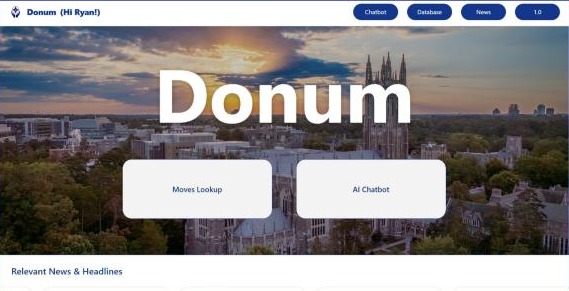 Donum (Hi Ryan!)
Chatbot Database News 1.0
Donum
Moves Lookup AI Chatbot
Relevant News & Headlines